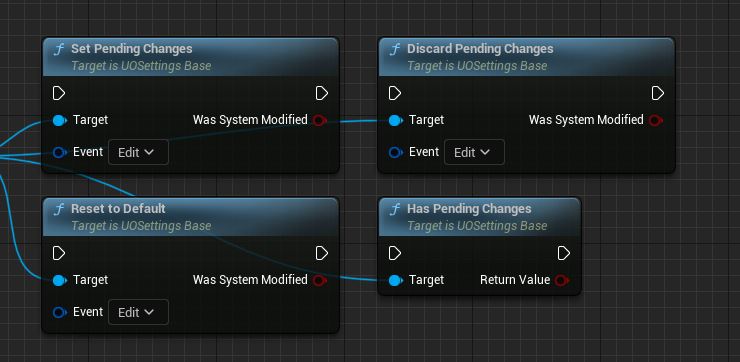 Set Pending Changes
Target is UOSettings Base
Target
Was System Modified
Event
Edit
Discard Pending Changes
Target is UOSettings Base
Target
Was System Modified
Event
Edit
Reset to Default
Target is UOSettings Base
Target
Was System Modified
Event
Edit
Has Pending Changes
Target is UOSettings Base
Target
Return Value